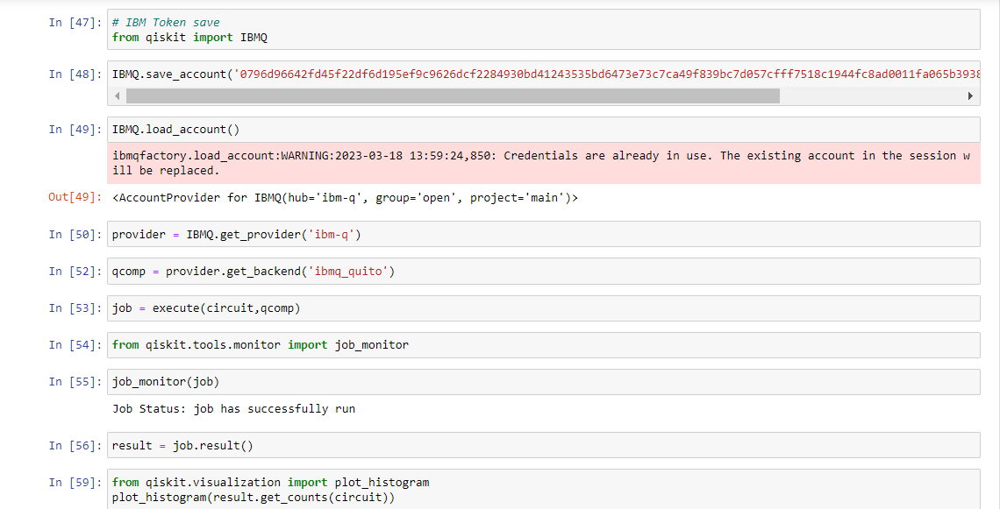 In [47]: # IBM Token save
from qiskit import IBMQ
In [48]: IBMQ.save_account('0796d96642fd45f22df6d195ef9c9626dcf2284930bd41243535bd6473e73c7ca49f839bc7d057cfff7518c1944fc8ad0011fa065b3938
In [49]: IBMQ.load_account()
ibmqfactory.load_account:WARNING:2023-03-18 13:59:24,850: Credentials are already in use. The existing account in the session w
ill be replaced.
Out[49]: <AccountProvider for IBMQ(hub='ibm-q', group='open', project='main')>
In [50]: provider = IBMQ.get_provider('ibm-q')
In [52]: qcomp = provider.get_backend('ibmq_quito')
In [53]: job = execute(circuit,qcomp)
In [54]: from qiskit.tools.monitor import job_monitor
In [55]: job_monitor(job)
Job Status: job has successfully run
In [56]: result = job.result()
In [59]: from qiskit.visualization import plot_histogram
plot_histogram(result.get_counts(circuit))